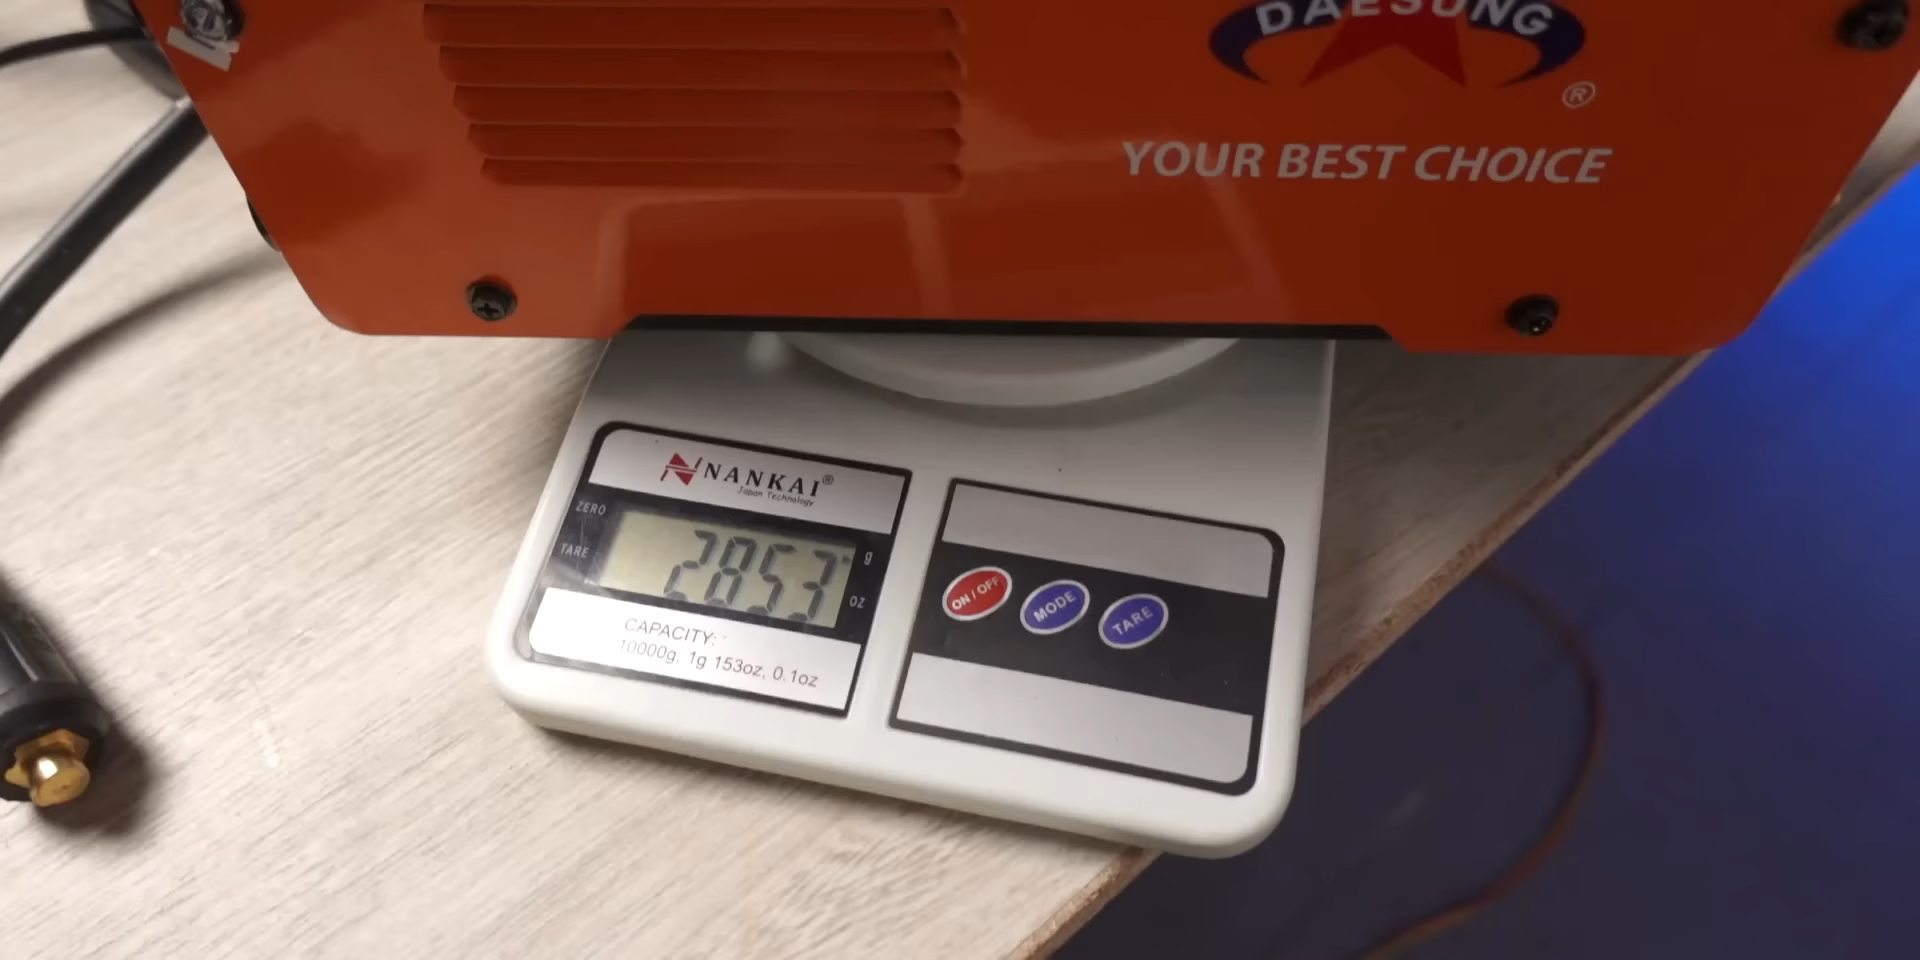 DAESUNG
®
YOUR BEST CHOICE
NANKAI®
Japan Technology
ZERO
TARE
2853
g
oz
CAPACITY:
10000g, 1g 153oz, 0.1oz
ON / OFF
MODE
TARE